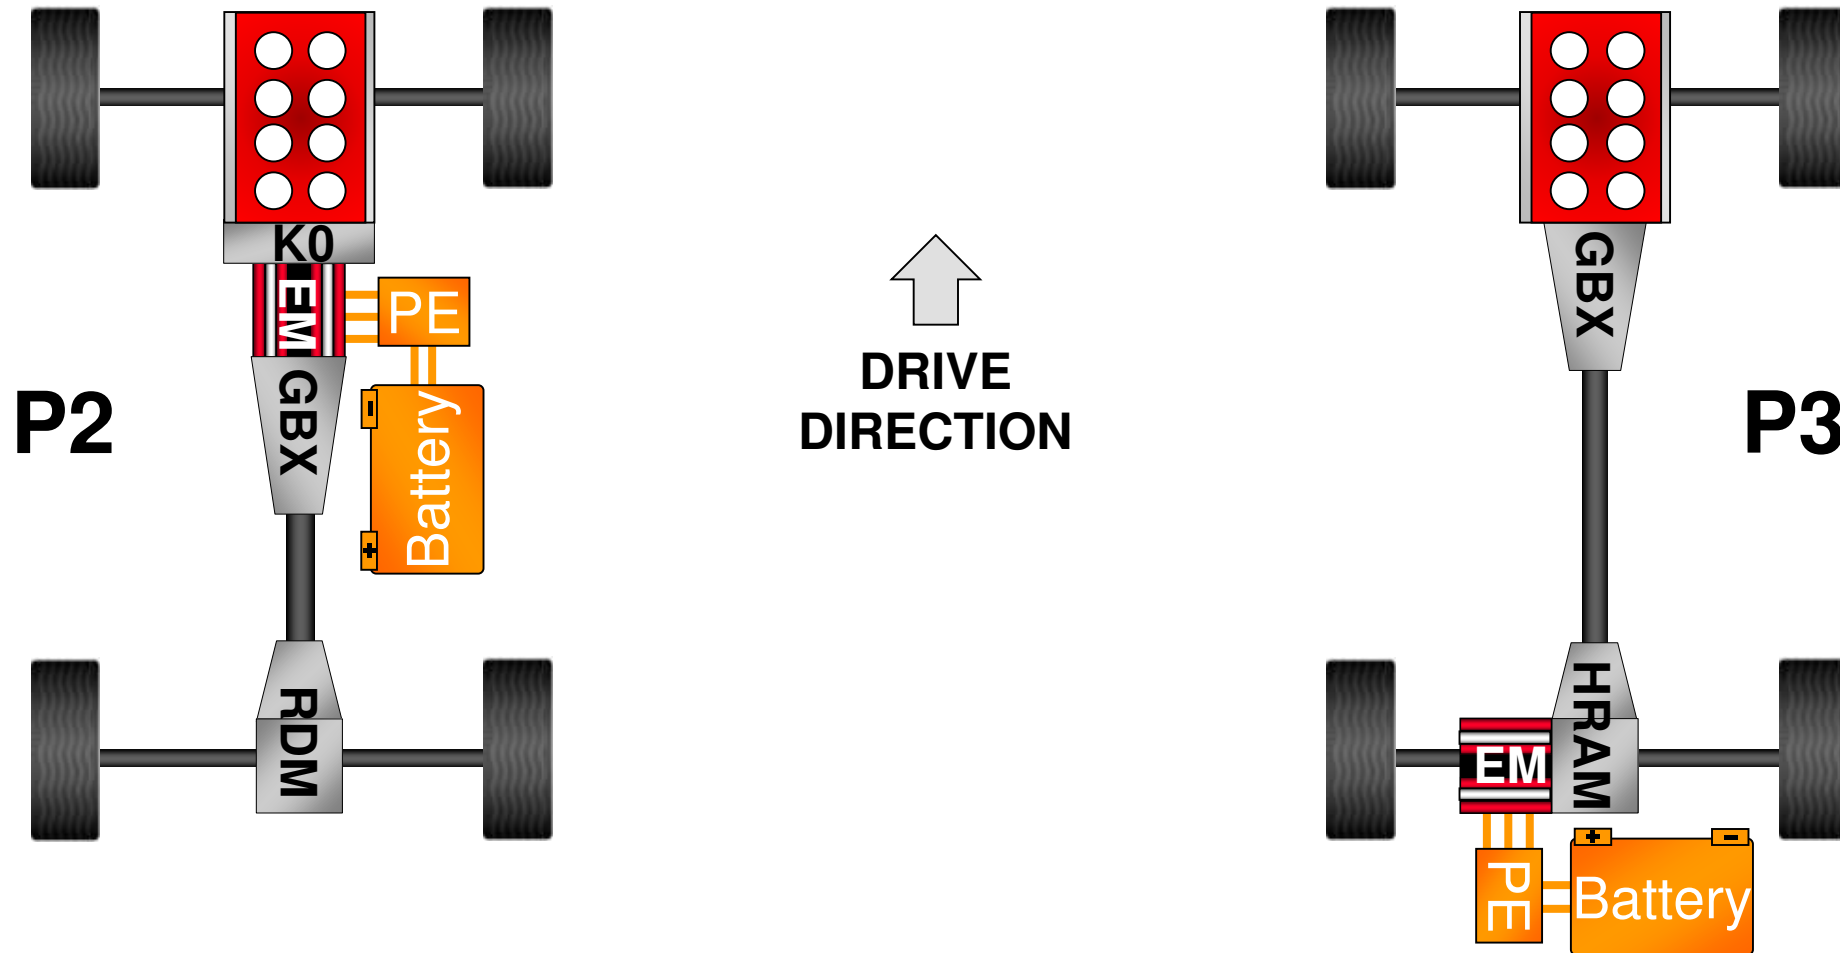 K0
EM
PE
GBX
Battery
P2
RDM
DRIVE
DIRECTION
GBX
P3
HRAM
EM
PE
Battery